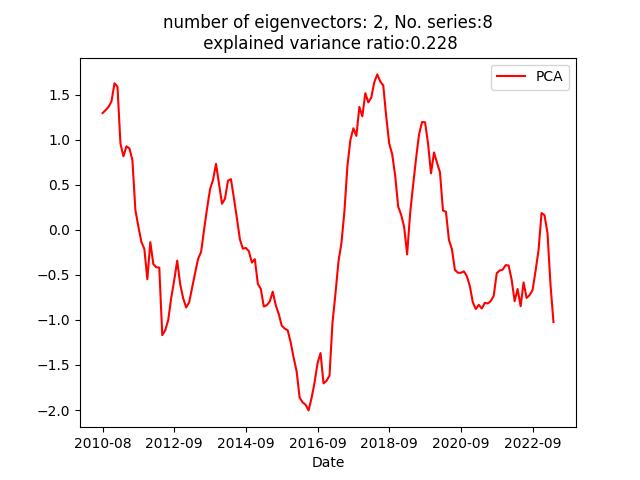 number of eigenvectors: 2, No. series:8
explained variance ratio:0.228
PCA
1.5
1.0
0.5
0.0
−0.5
−1.0
−1.5
−2.0
2010-08 2012-09 2014-09 2016-09 2018-09 2020-09 2022-09
Date